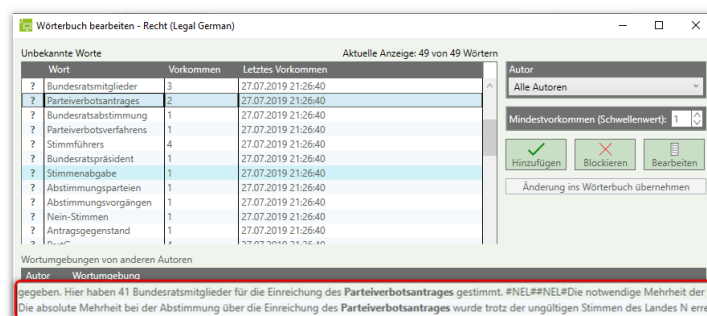 Wörterbuch bearbeiten - Recht (Legal German)
Unbekannte Worte Aktuelle Anzeige: 49 von 49 Wörtern
Wort Vorkommen Letztes Vorkommen
? Bundesratsmitglieder 3 27.07.2019 21:26:40
? Parteiverbotsantrages 2 27.07.2019 21:26:40
? Bundesratsabstimmung 1 27.07.2019 21:26:40
? Parteiverbotsverfahrens 1 27.07.2019 21:26:40
? Stimmführers 4 27.07.2019 21:26:40
? Bundesratspräsident 1 27.07.2019 21:26:40
? Stimmenabgabe 1 27.07.2019 21:26:40
? Abstimmungsparteien 1 27.07.2019 21:26:40
? Abstimmungsvorgängen 1 27.07.2019 21:26:40
? Nein-Stimmen 1 27.07.2019 21:26:40
? Antragsgegenstand 1 27.07.2019 21:26:40
Autor
Alle Autoren
Mindestvorkommen (Schwellenwert): 1
Hinzufügen Blockieren Bearbeiten
Änderung ins Wörterbuch übernehmen
Wortumgebungen von anderen Autoren
Autor Wortumgebung
gegeben. Hier haben 41 Bundesratsmitglieder für die Einreichung des Parteiverbotsantrages gestimmt. #NEL##NEL#Die notwendige Mehrheit der
Die absolute Mehrheit bei der Abstimmung über die Einreichung des Parteiverbotsantrages wurde trotz der ungültigen Stimmen des Landes N erre